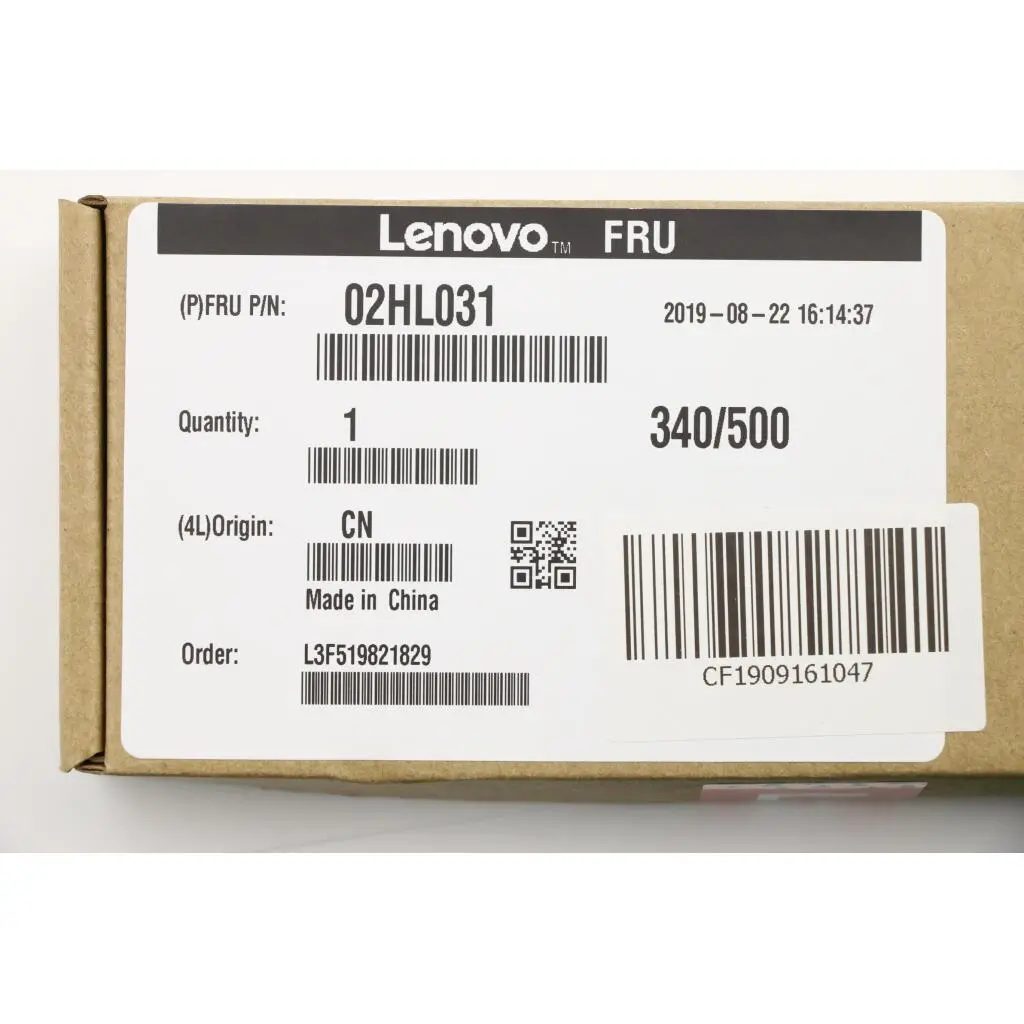 Lenovo™ FRU
(P)FRU P/N: 02HL031 2019-08-22 16:14:37
Quantity: 1 340/500
(4L)Origin: CN
Made in China
Order: L3F519821829
CF1909161047